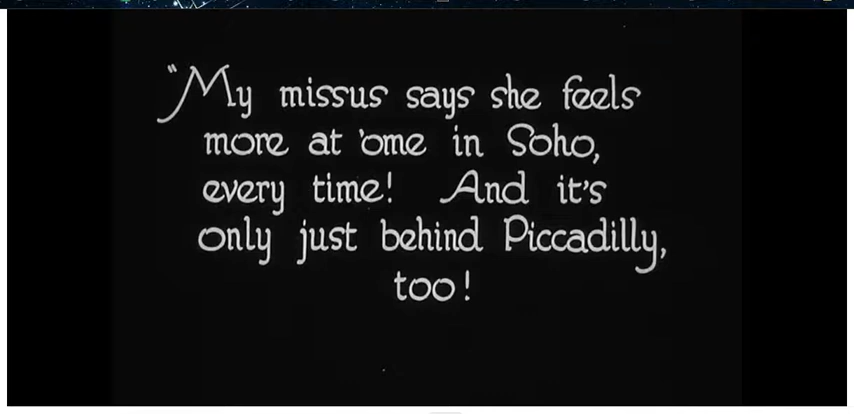 "My missus says she feels
more at 'ome in Soho,
every time! And it's
only just behind Piccadilly,
too!